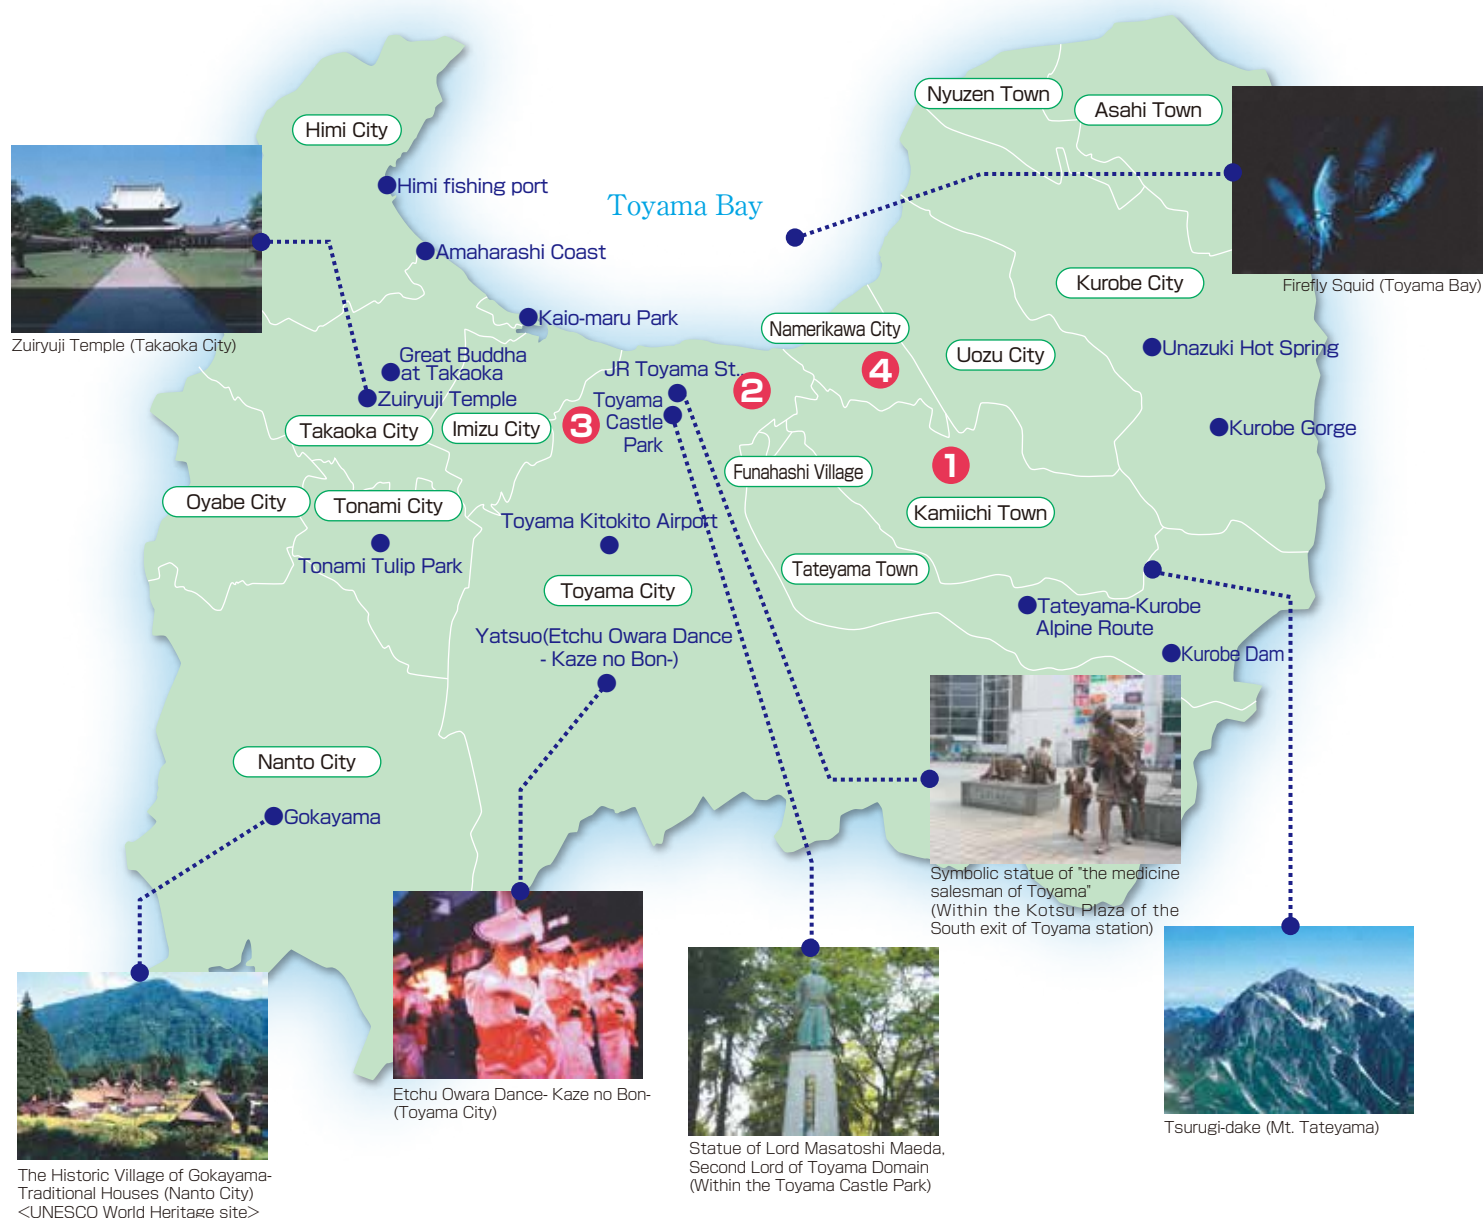 Nyuzen Town
Asahi Town
Himi City
Himi fishing port
Toyama Bay
Amaharashi Coast
Kurobe City
Firefly Squid (Toyama Bay)
Kaio-maru Park
Namerikawa City
Zuiryuji Temple (Takaoka City)
Uozu City
Unazuki Hot Spring
Great Buddha
at Takaoka
JR Toyama St..
4
2
Zuiryuji Temple
Toyama
Castle
Park
Takaoka City
Imizu City
3
Kurobe Gorge
Funahashi Village
1
Oyabe City
Tonami City
Kamiichi Town
Toyama Kitokito Airport
Tonami Tulip Park
Tateyama Town
Toyama City
Tateyama-Kurobe
Alpine Route
Yatsuo(Etchu Owara Dance
- Kaze no Bon-)
Kurobe Dam
Nanto City
Gokayama
Symbolic statue of "the medicine
salesman of Toyama"
(Within the Kotsu Plaza of the
South exit of Toyama station)
Etchu Owara Dance- Kaze no Bon-
(Toyama City)
Tsurugi-dake (Mt. Tateyama)
Statue of Lord Masatoshi Maeda,
Second Lord of Toyama Domain
(Within the Toyama Castle Park)
The Historic Village of Gokayama-
Traditional Houses (Nanto City)
<UNESCO World Heritage site>